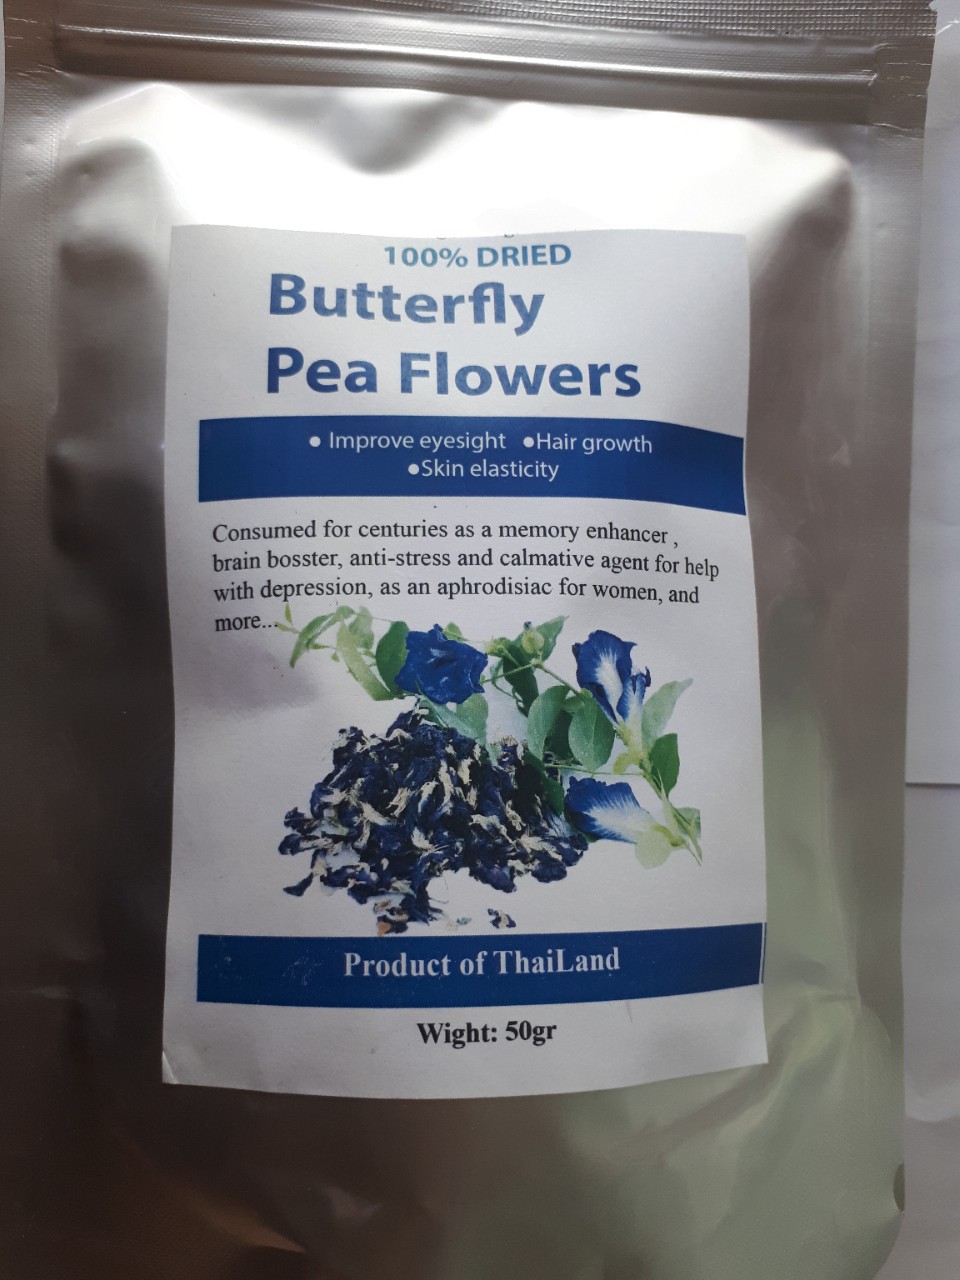 100% DRIED
Butterfly
Pea Flowers
• Improve eyesight •Hair growth
•Skin elasticity
Consumed for centuries as a memory enhancer ,
brain bosster, anti-stress and calmative agent for help
with depression, as an aphrodisiac for women, and
more...
Product of ThaiLand
Wight: 50gr